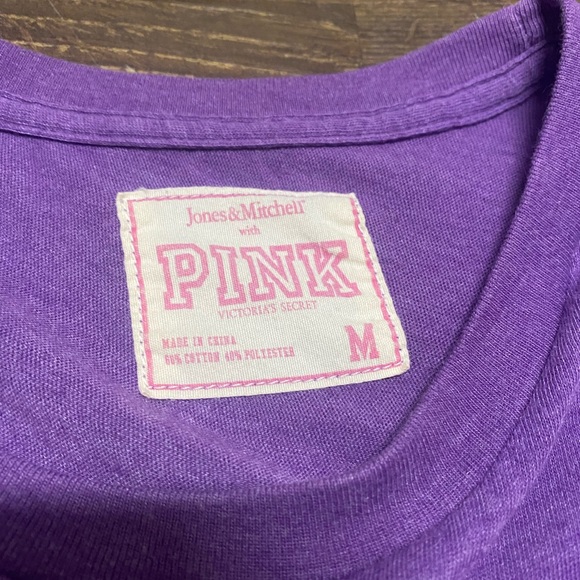 Jones&Mitchell
with
PINK
VICTORIA'S SECRET
MADE IN CHINA
60% COTTON 40% POLYESTER
M